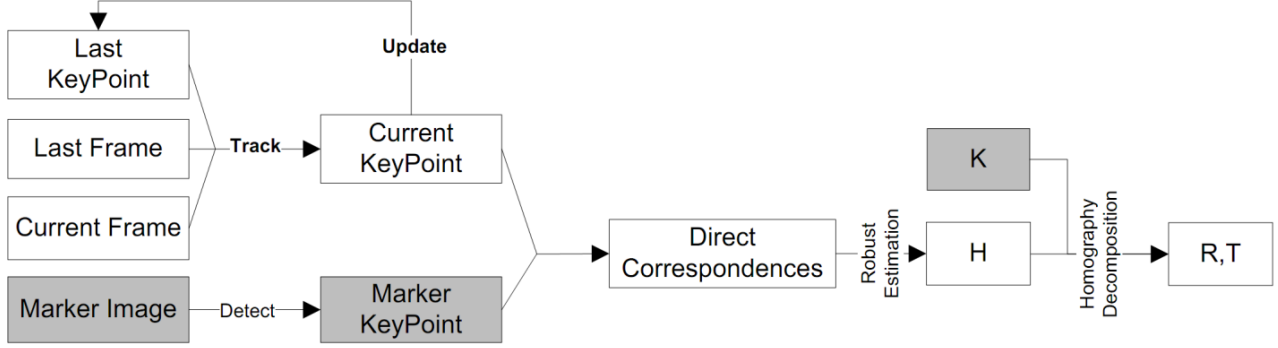 Update
Last
KeyPoint
Last Frame
Track
Current
KeyPoint
Current Frame
Marker Image
Detect
Marker
KeyPoint
Direct
Correspondences
Robust
Estimation
K
H
Homography
Decomposition
R,T